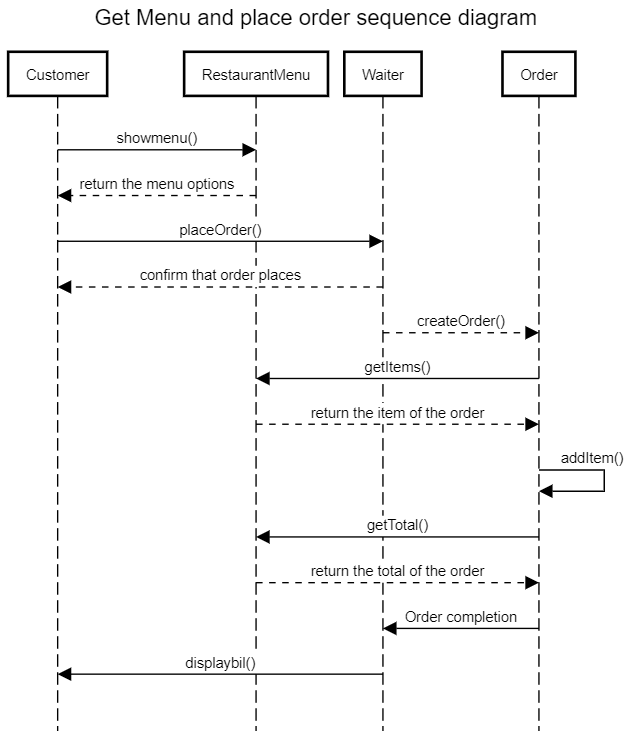 Get Menu and place order sequence diagram
Customer
RestaurantMenu
Waiter
Order
showmenu()
return the menu options
placeOrder()
confirm that order places
createOrder()
getItems()
return the item of the order
addItem()
getTotal()
return the total of the order
Order completion
displaybil()